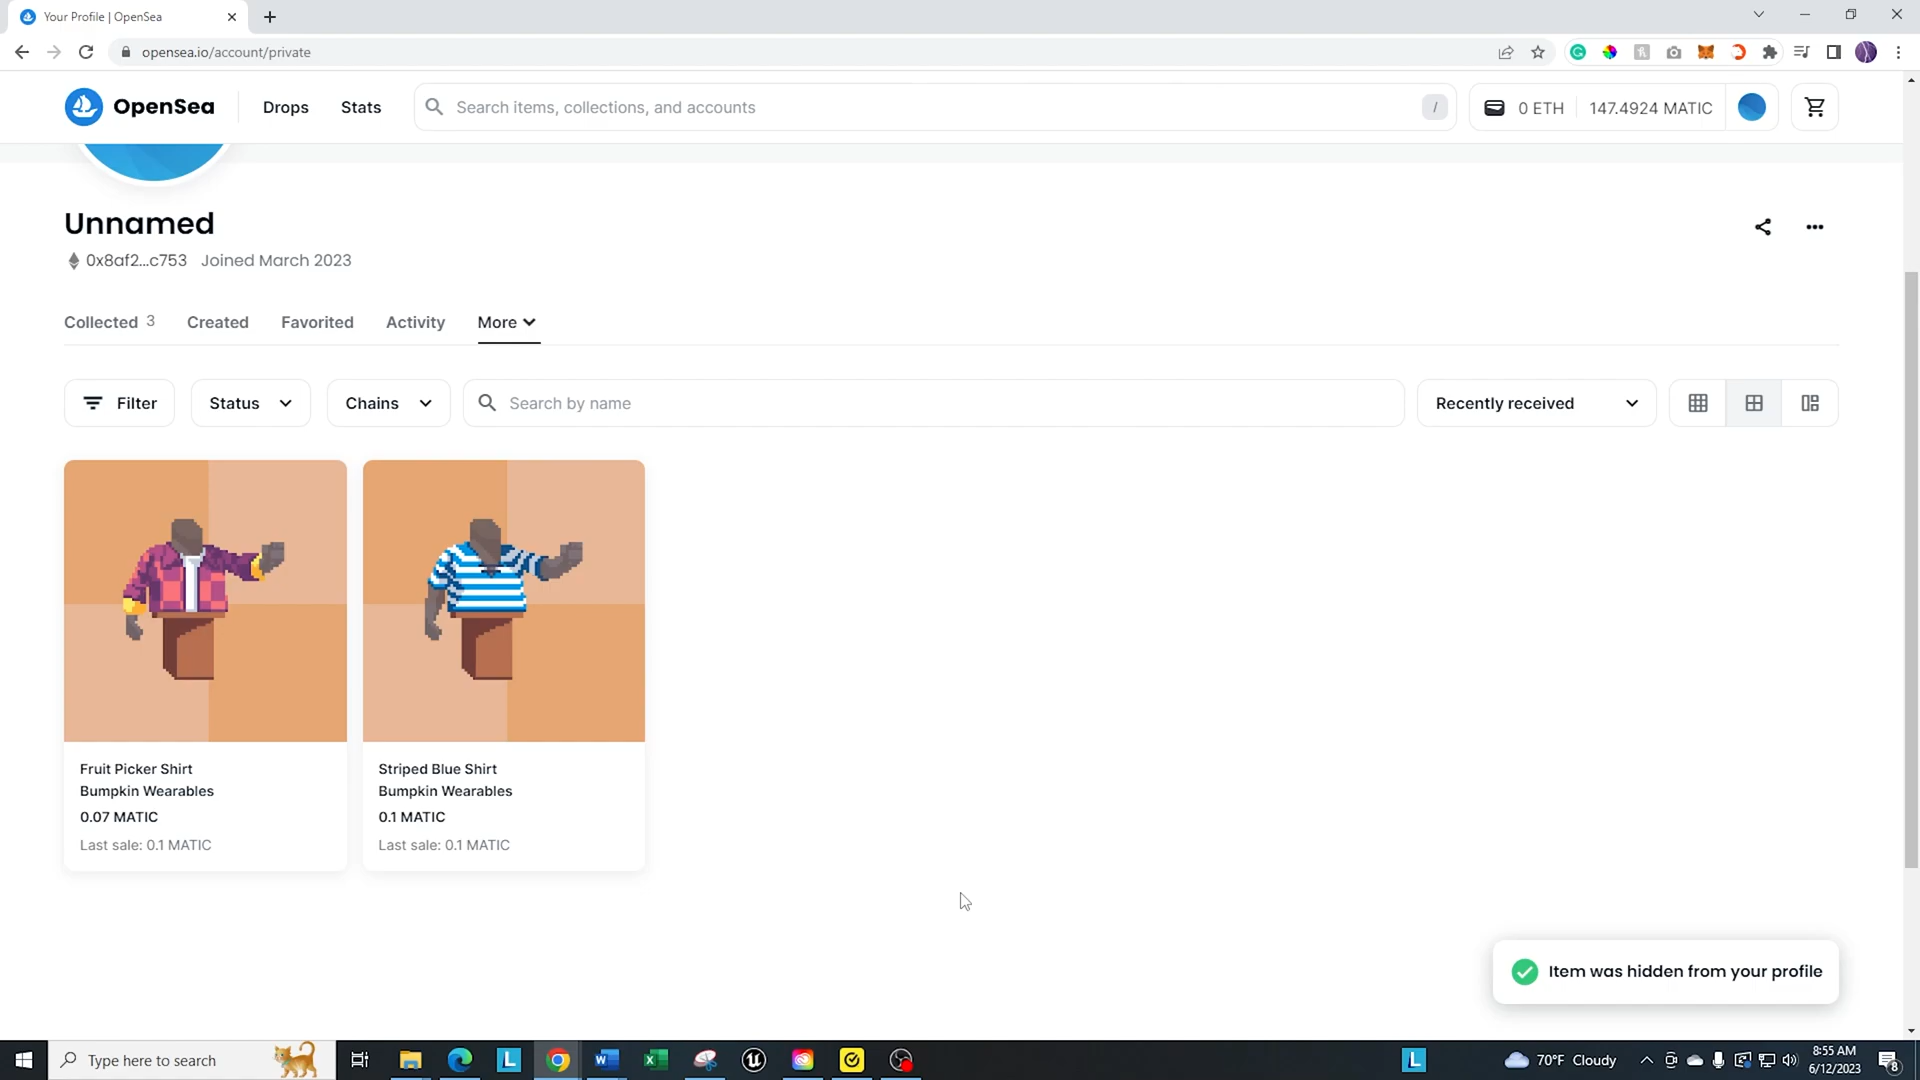 Your Profile | OpenSea
opensea.io/account/private
OpenSea
Drops
Stats
Search items, collections, and accounts
/
0 ETH
147.4924 MATIC
Unnamed
0x8af2...c753 Joined March 2023
Collected 3
Created
Favorited
Activity
More
Filter
Status
Chains
Search by name
Recently received
Fruit Picker Shirt
Bumpkin Wearables
0.07 MATIC
Last sale: 0.1 MATIC
Striped Blue Shirt
Bumpkin Wearables
0.1 MATIC
Last sale: 0.1 MATIC
Item was hidden from your profile
Type here to search
L
L
70°F Cloudy
8:55 AM
6/12/2023
8